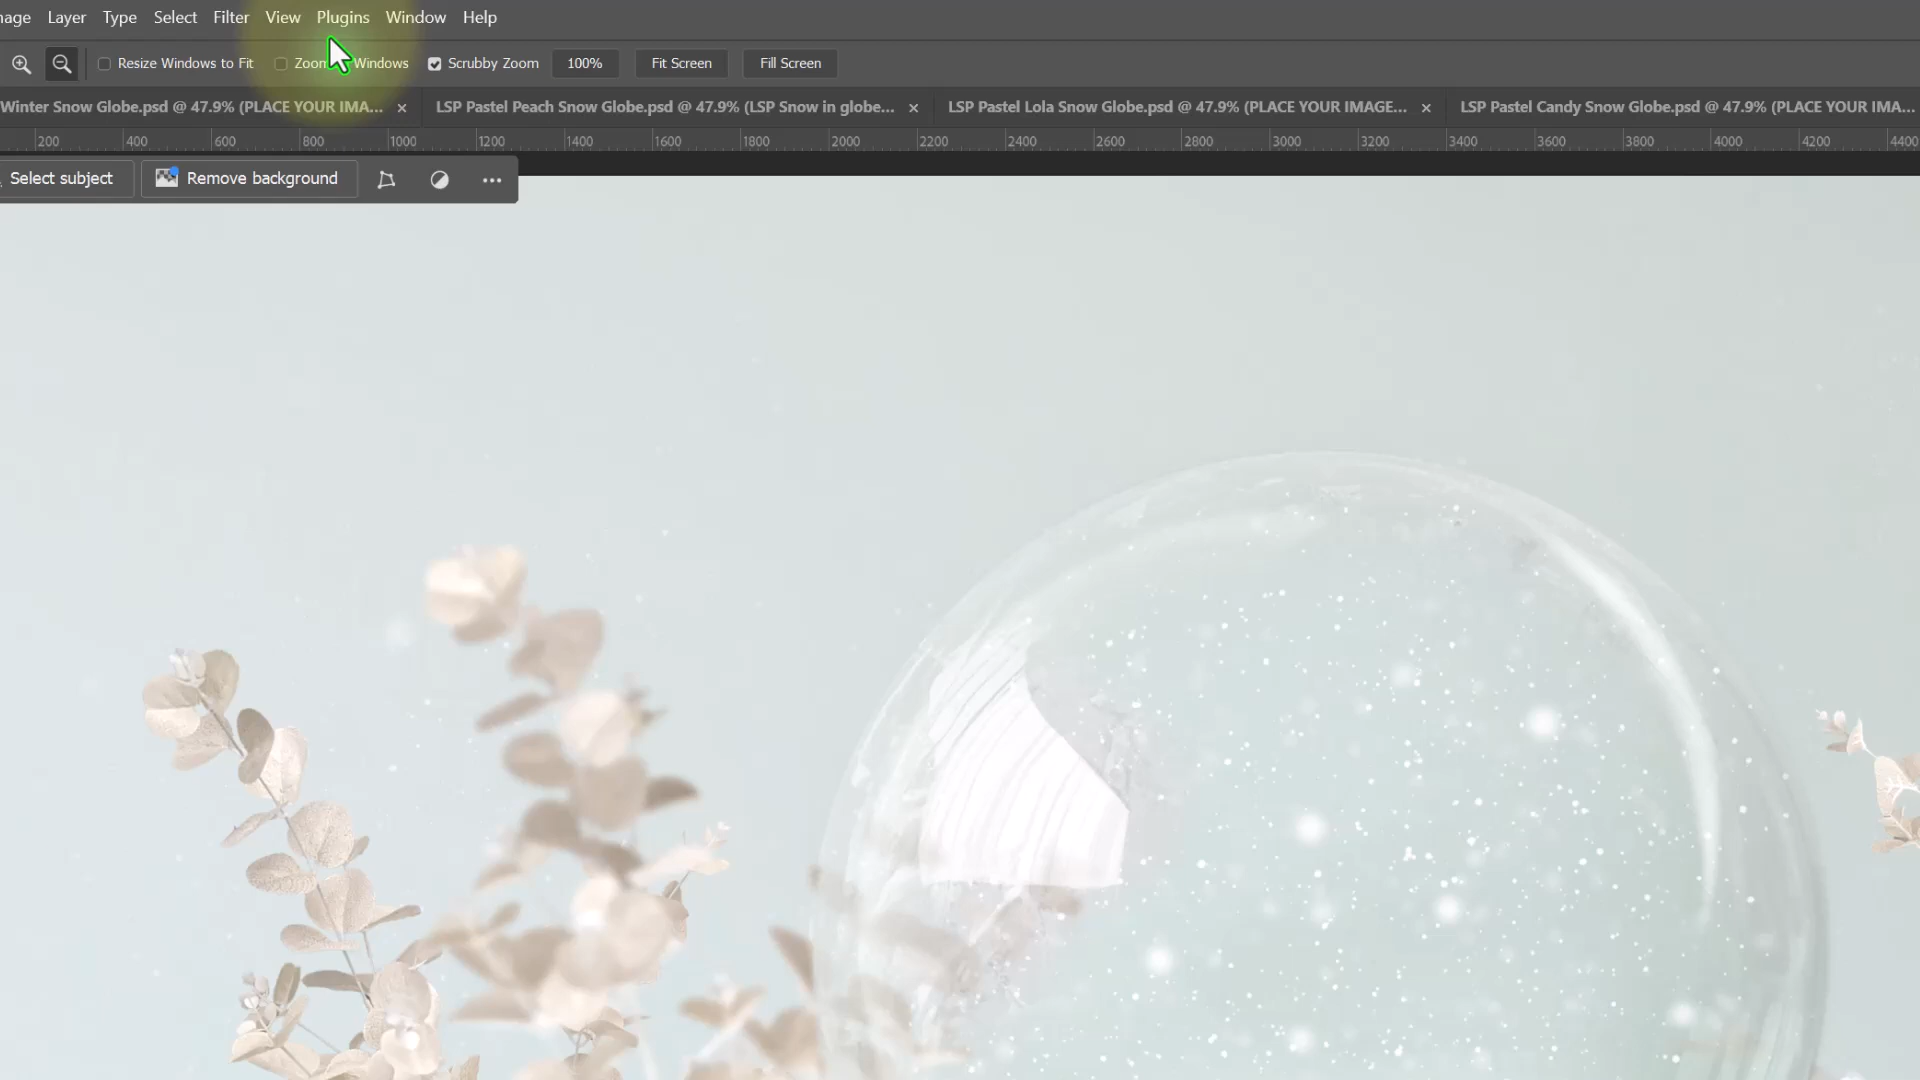 Layer Type Select Filter View Plugins Window Help
Resize Windows to Fit Windows Scrubby Zoom 100% Fit Screen Fill Screen
Winter Snow Globe.psd @ 47.9% (PLACE YOUR IMA... × LSP Pastel Peach Snow Globe.psd @ 47.9% (LSP Snow in globe... × LSP Pastel Lola Snow Globe.psd @ 47.9% (PLACE YOUR IMAGE... × LSP Pastel Candy Snow Globe.psd @ 47.9% (PLACE YOUR IMA...
200 400 600 800 1000 1200 1400 1600 1800 2000 2200 2400 2600 2800 3000 3200 3400 3600 3800 4000 4200 4400
Select subject Remove background